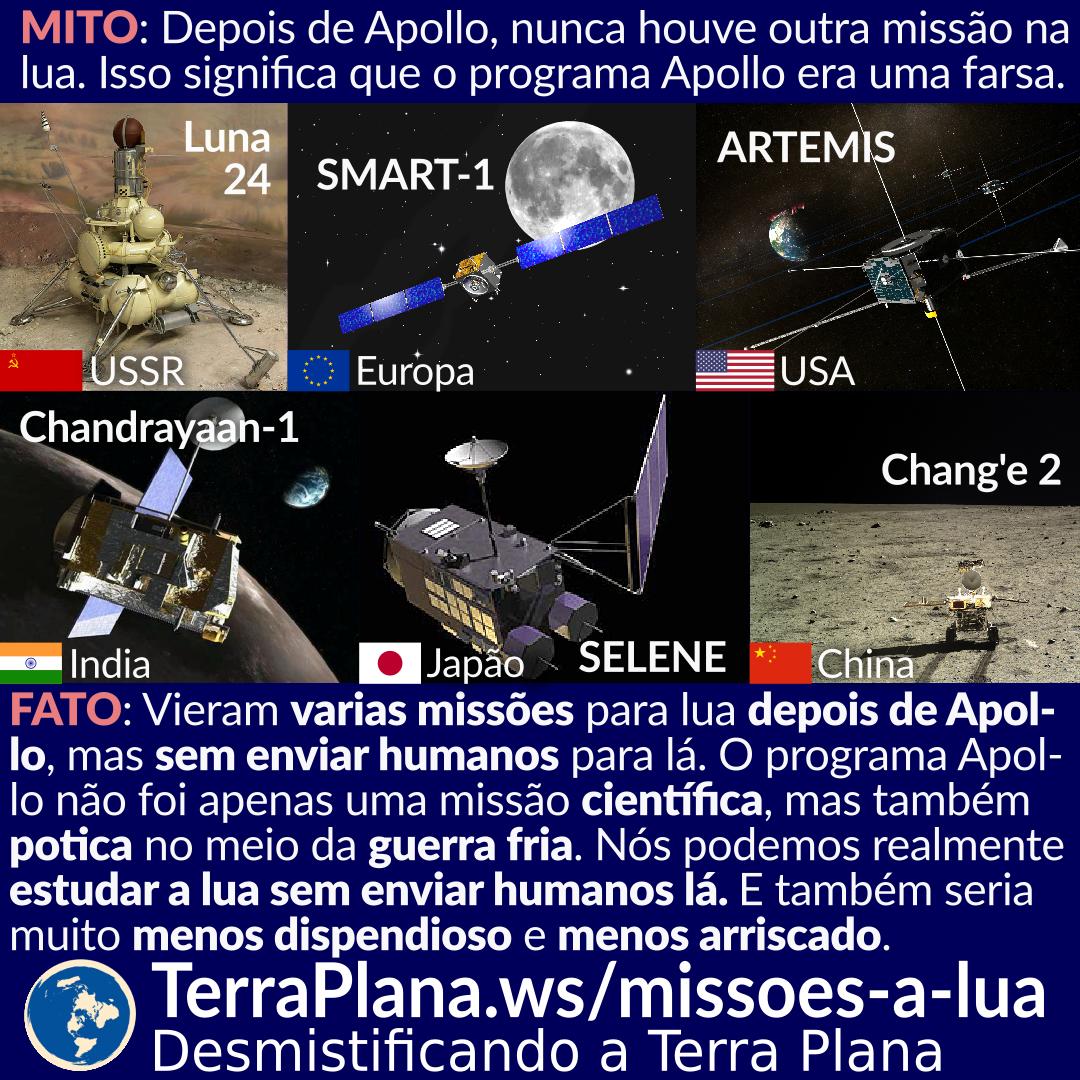 MITO: Depois de Apollo, nunca houve outra missão na
lua. Isso significa que o programa Apollo era uma farsa.
Luna
24
USSR
SMART-1
Europa
ARTEMIS
USA
Chandrayaan-1
India
Japão
SELENE
Chang'e 2
China
FATO: Vieram varias missões para lua depois de Apol-
lo, mas sem enviar humanos para lá. O programa Apol-
lo não foi apenas uma missão científica, mas também
potica no meio da guerra fria. Nós podemos realmente
estudar a lua sem enviar humanos lá. E também seria
muito menos dispendioso e menos arriscado.
TerraPlana.ws/missoes-a-lua
Desmistificando a Terra Plana